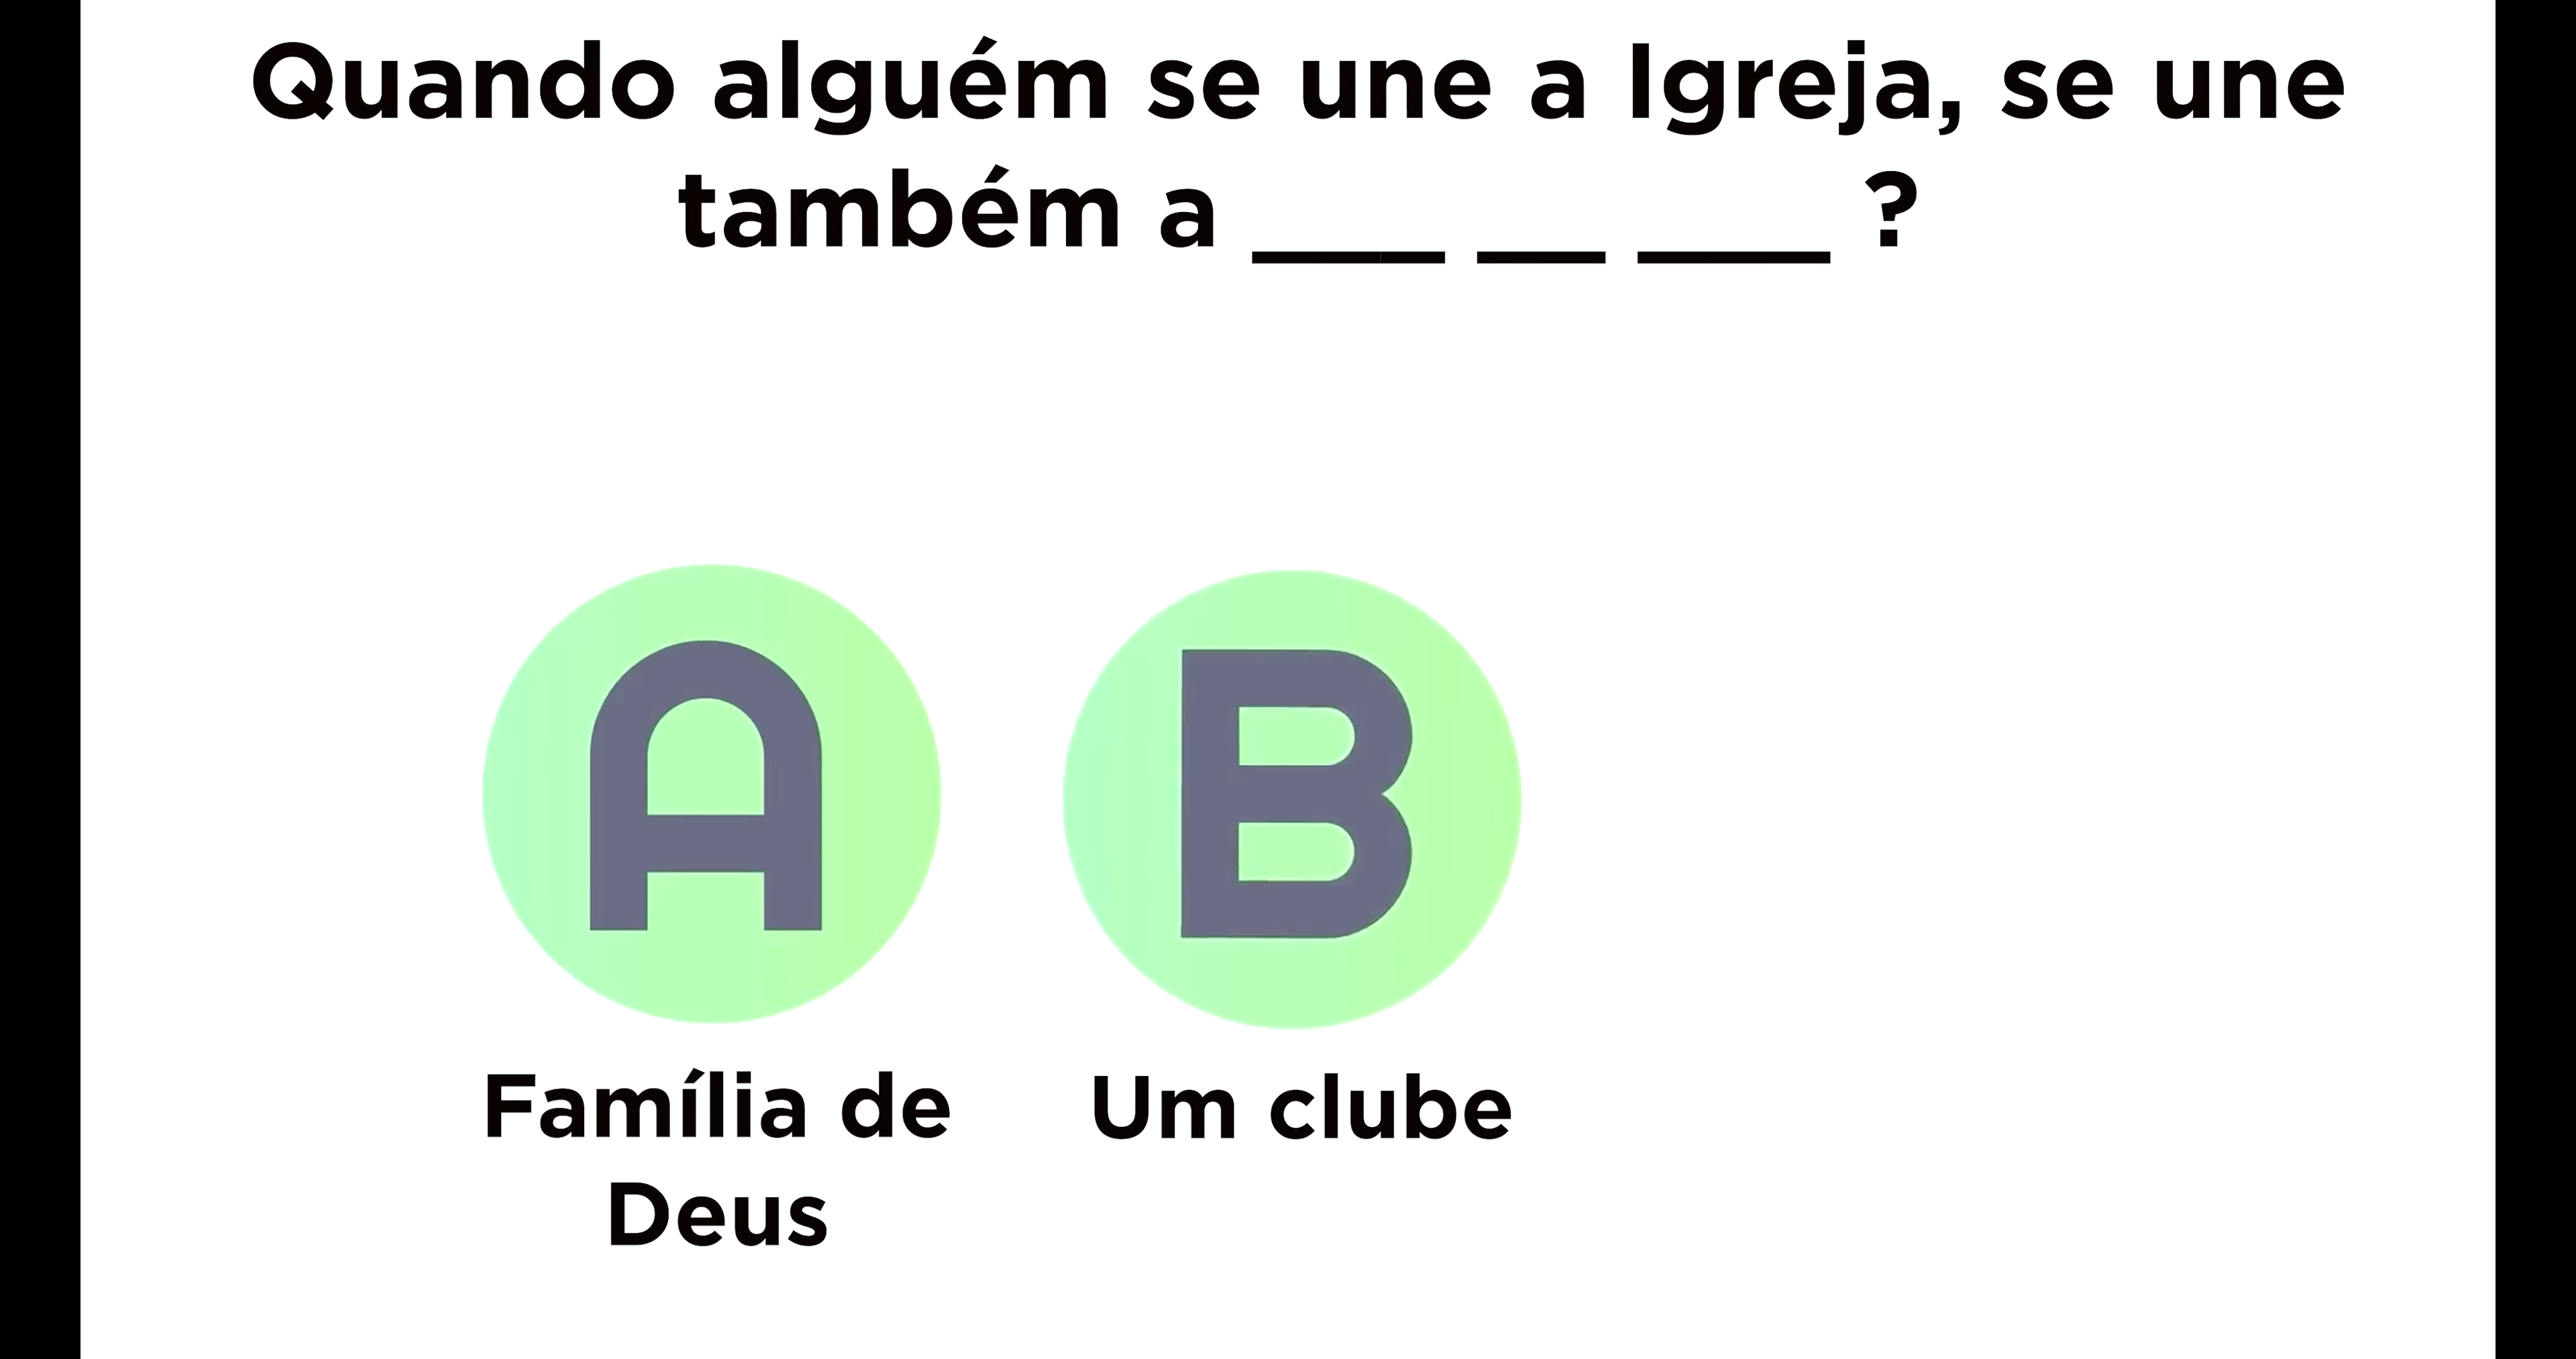 Quando alguém se une a Igreja, se une
também a ___ __ ___ ?
A
B
Família de
Deus
Um clube